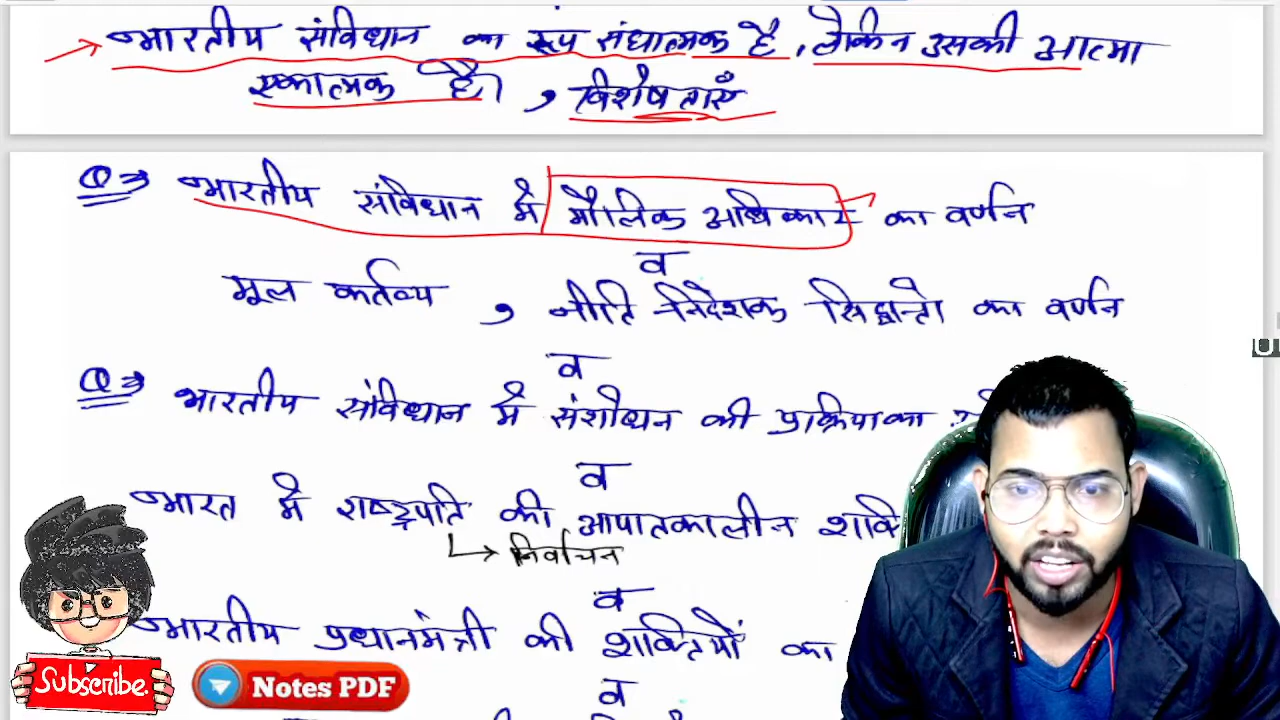 भारतीय संविधान का रूप संघात्मक है, लेकिन उसकी आत्मा
एकात्मक है। , विशेषताएँ
Q⇒ भारतीय संविधान में मौलिक अधिकार का वर्णन
व
मूल कर्तव्य , नीति निदेशक सिद्धान्तो का वर्णन
व
Q⇒ भारतीय संविधान में संशोधन की प्रक्रिया का
व
भारत में राष्ट्रपति की आपातकालीन
↳ निर्वाचन
व
भारतीय प्रधानमंत्री की शक्तियों का
व
Subscribe.
Notes PDF